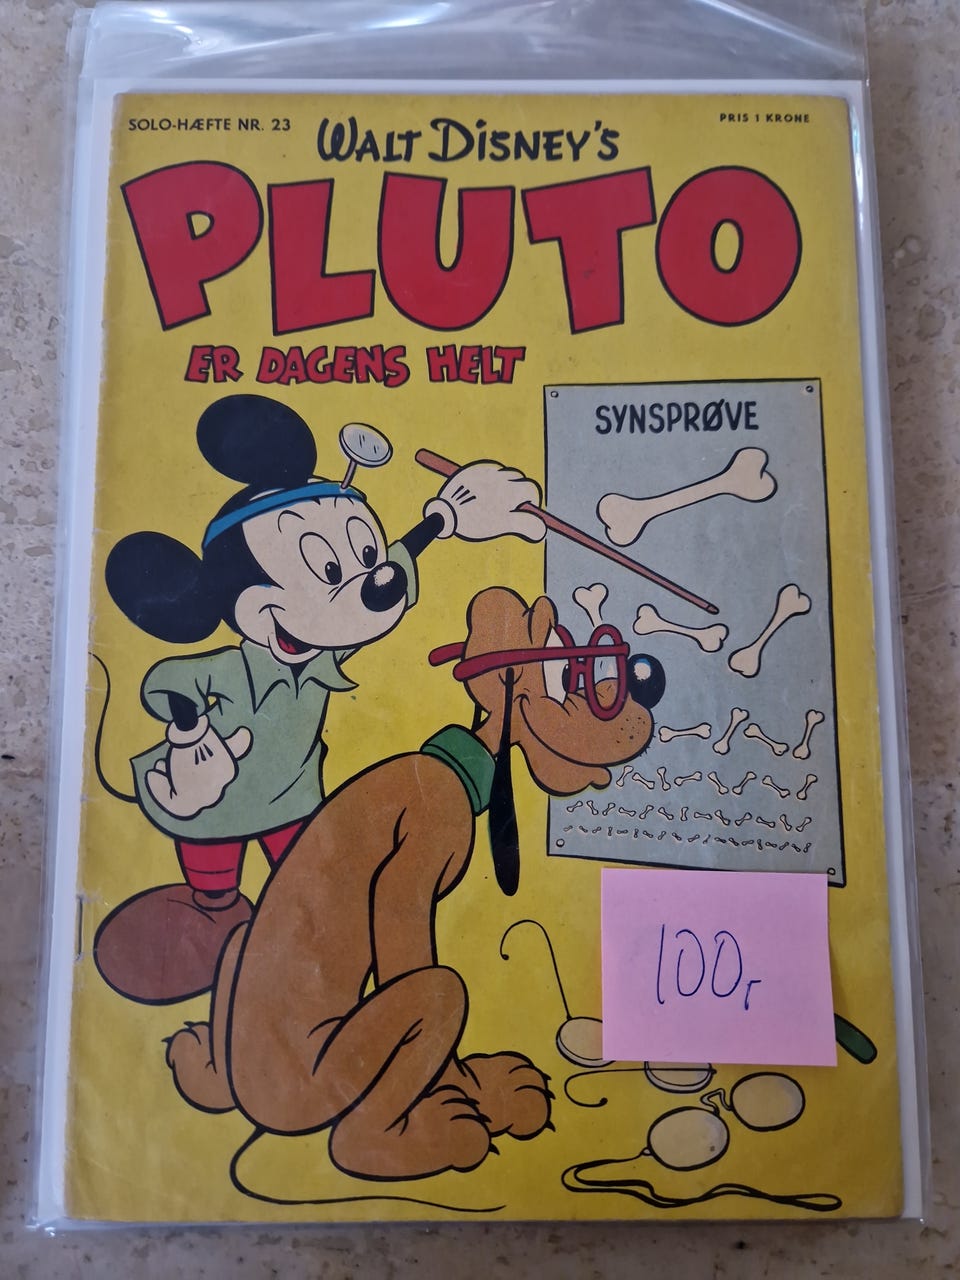 SOLO-HÆFTE NR. 23
WALT DISNEY'S
PRIS 1 KRONE
PLUTO
ER DAGENS HELT
SYNSPRØVE
100,-